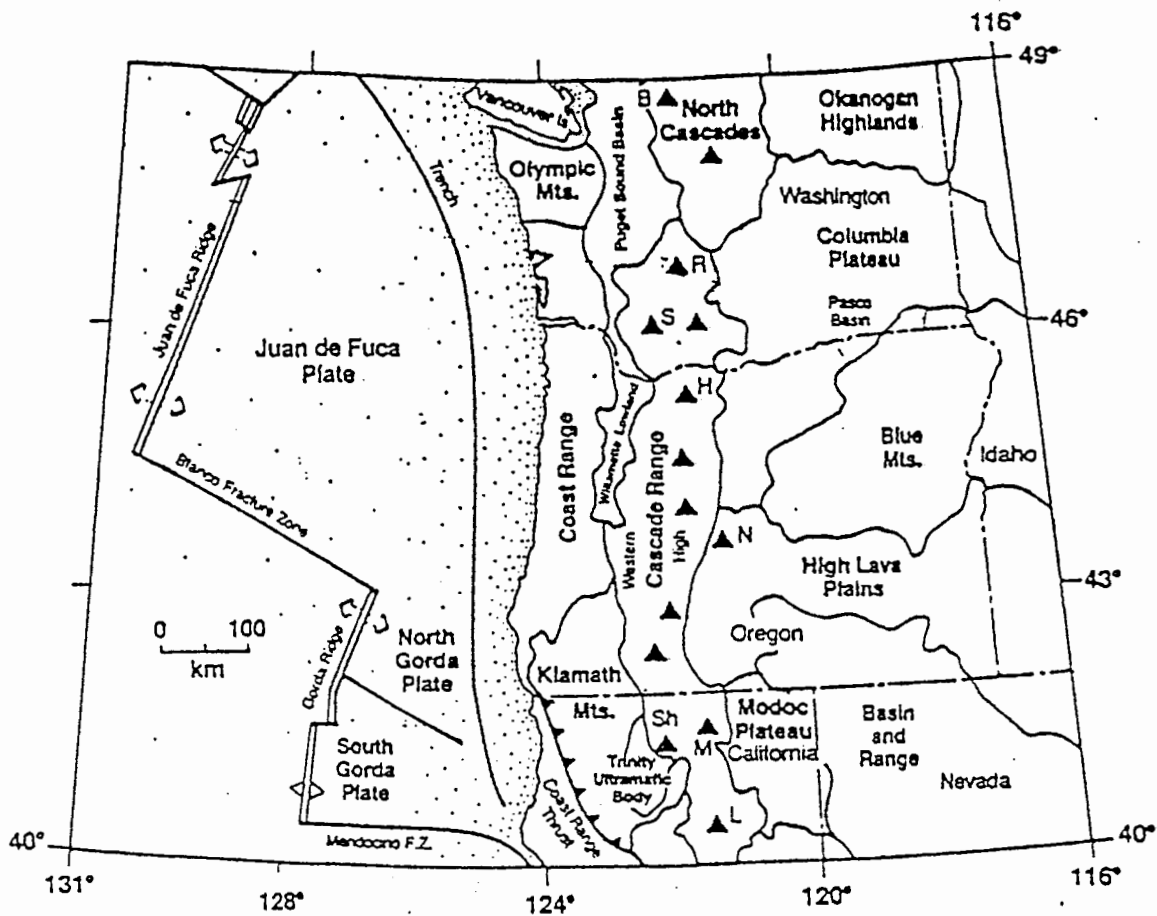 116°
49°
Vancouver Is.
B
North
Cascades
Okanogan
Highlands
Puget Sound Basin
Olympic
Mts.
Trench
Washington
Columbia
Plateau
Juan de Fuca Ridge
R
Pasco
Basin
46°
S
Juan de Fuca
Plate
H
Willamette Lowland
Coast Range
Blue
Mts.
Idaho
Blanco Fracture Zone
Western
Cascade Range
High
N
High Lava
Plains
43°
0 100
km
Gorda Ridge
North
Gorda
Plate
Oregon
Klamath
Mts.
Sh
M
Modoc
Plateau
California
Basin
and
Range
Nevada
South
Gorda
Plate
Trinity
Ultramafic
Body
Coast Range
Thrust
L
Mendocino F.Z.
40°
40°
131°
128°
124°
120°
116°